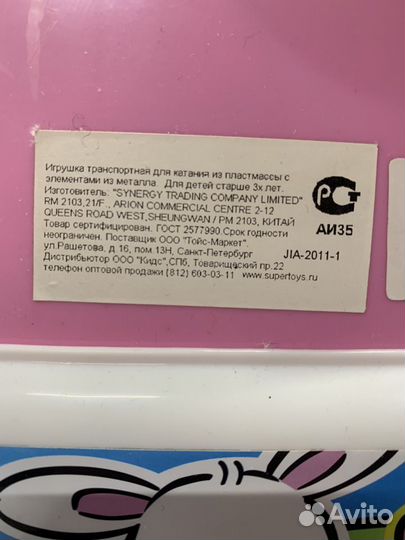 Игрушка транспортная для катания из пластмассы с
элементами из металла. Для детей старше 3х лет.
Изготовитель: "SYNERGY TRADING COMPANY LIMITED"
RM 2103,21/F., ARION COMMERCIAL CENTRE 2-12
QUEENS ROAD WEST,SHEUNGWAN / РМ 2103, КИТАЙ
Товар сертифицирован. ГОСТ 2577990.Срок годности
неограничен. Поставщик ООО "Тойс-Маркет".
ул.Рашетова, д.16, пом.13Н, Санкт-Петербург
Дистрибьютор ООО "Кидс",СПб, Товарищеский пр.22
телефон оптовой продажи (812) 603-03-11 www.supertoys.ru
РСТ
АИ35
JIA-2011-1
Avito